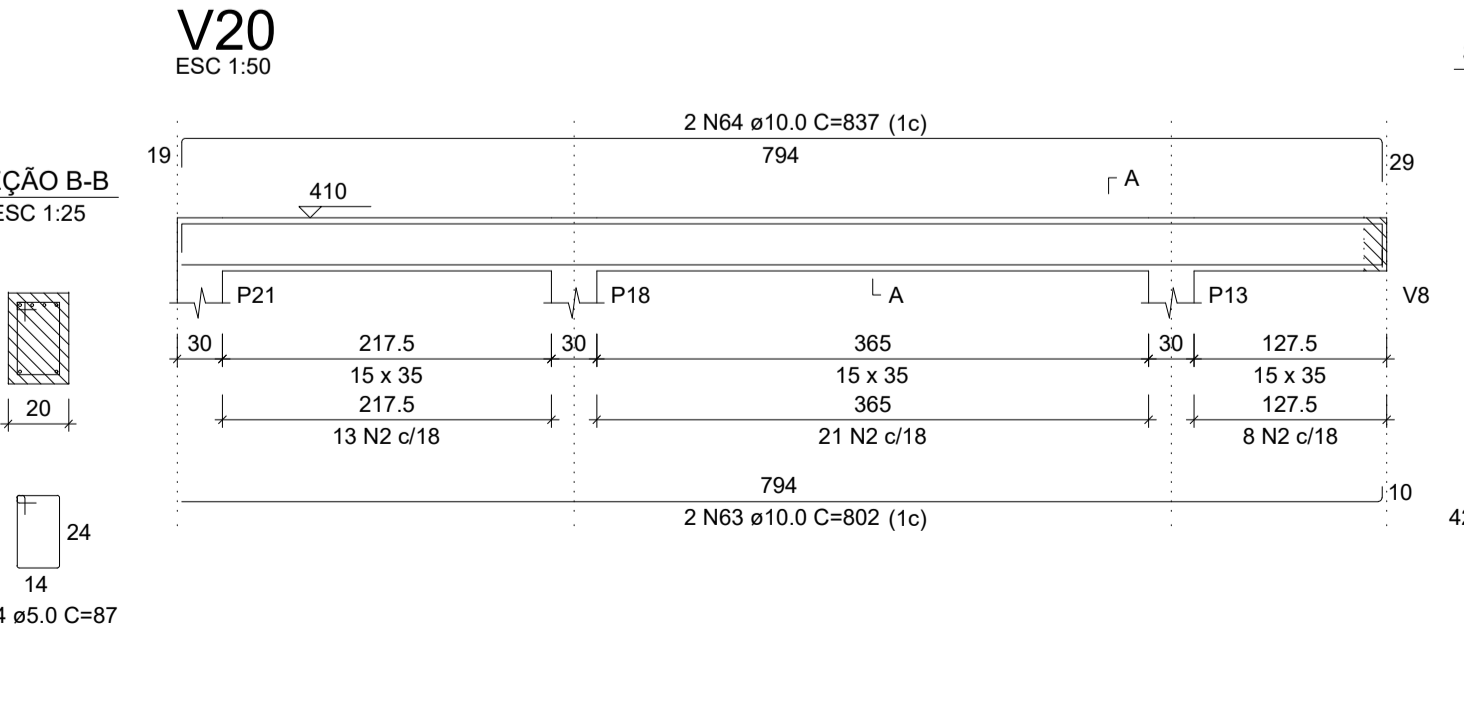 V20
ESC 1:50
2 N64 ø10.0 C=837 (1c)
19
794
29
A
410
P21
P18
A
P13
V8
30
217.5
30
365
30
127.5
15 x 35
15 x 35
15 x 35
217.5
365
127.5
13 N2 c/18
21 N2 c/18
8 N2 c/18
794
10
2 N63 ø10.0 C=802 (1c)
ÇÃO B-B
ESC 1:25
20
24
14
ø5.0 C=87